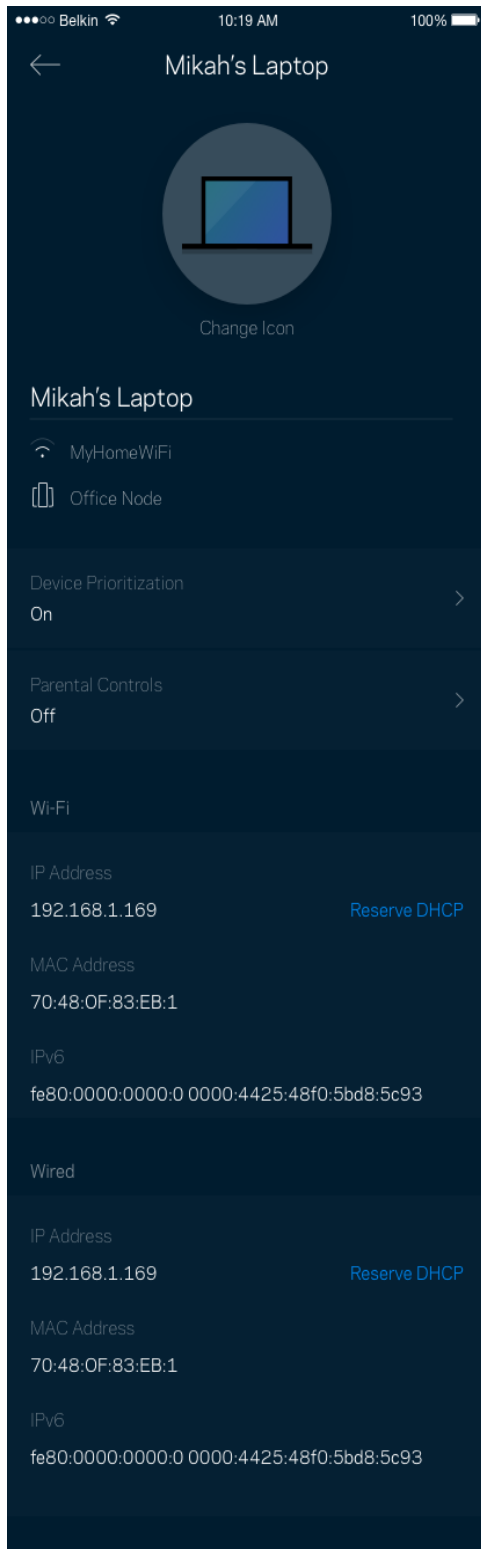 Belkin 10:19 AM 100%
Mikah's Laptop
Change Icon
Mikah's Laptop
MyHomeWiFi
Office Node
Device Prioritization
On
Parental Controls
Off
Wi-Fi
IP Address
192.168.1.169 Reserve DHCP
MAC Address
70:48:0F:83:EB:1
IPv6
fe80:0000:0000:0 0000:4425:48f0:5bd8:5c93
Wired
IP Address
192.168.1.169 Reserve DHCP
MAC Address
70:48:0F:83:EB:1
IPv6
fe80:0000:0000:0 0000:4425:48f0:5bd8:5c93